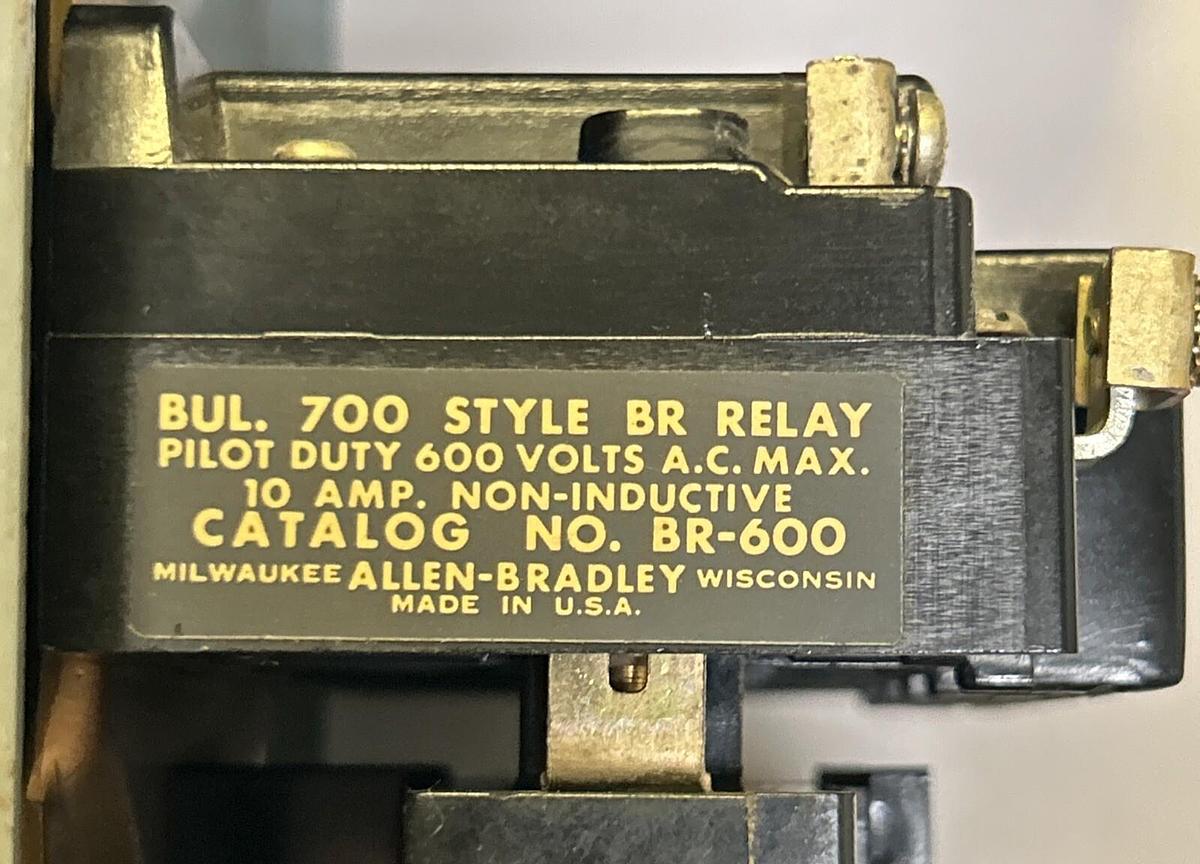 BUL. 700 STYLE BR RELAY
PILOT DUTY 600 VOLTS A.C. MAX.
10 AMP. NON-INDUCTIVE
CATALOG NO. BR-600
MILWAUKEE ALLEN-BRADLEY WISCONSIN
MADE IN U.S.A.